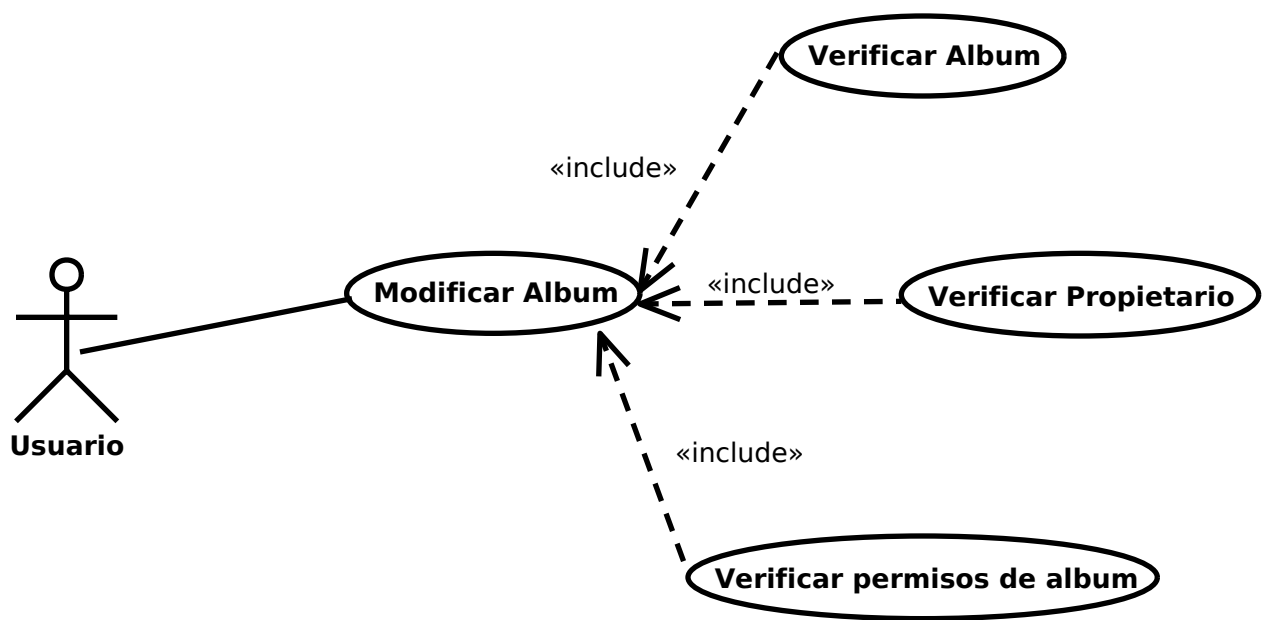 Verificar Album
«include»
Modificar Album
«include»
Verificar Propietario
Usuario
«include»
Verificar permisos de album